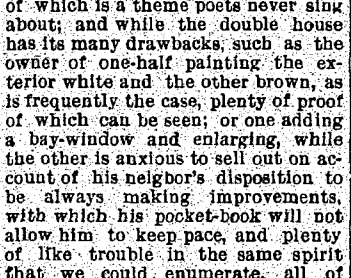 of which is a theme poets never sing
about; and while the double house
has its many drawbacks, such as the
owner of one-half painting the ex-
terior white and the other brown, as
is frequently the case, plenty of proof
of which can be seen; or one adding
a bay-window and enlarging, while
the other is anxious to sell out on ac-
count of his neigbor's disposition to
be always making improvements,
with which his pocket-book will not
allow him to keep pace, and plenty
of like trouble in the same spirit
that we could enumerate, all of